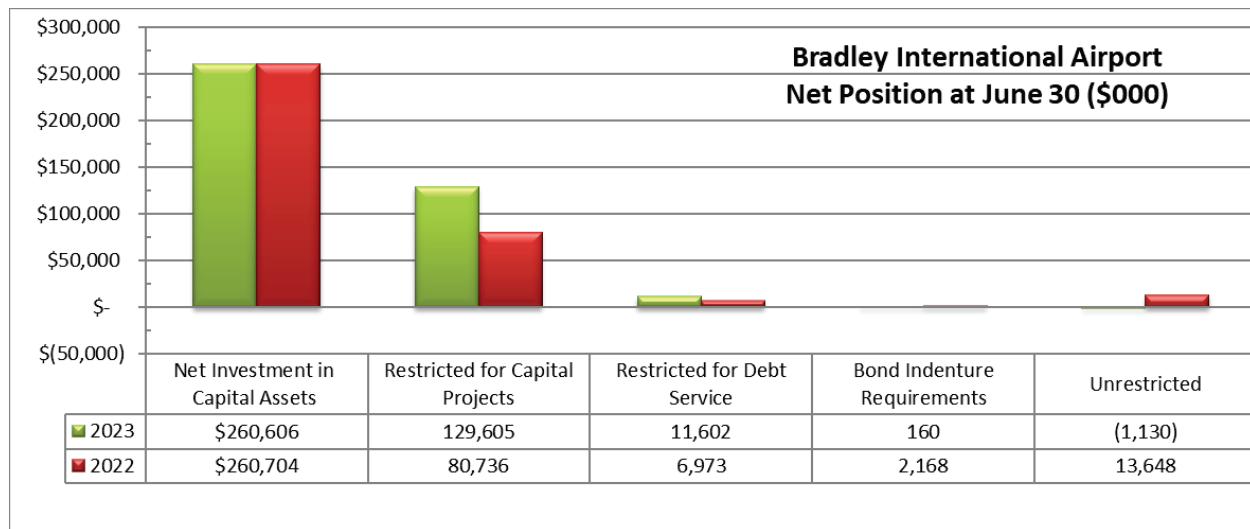 Bradley International Airport
Net Position at June 30 ($000)
$300,000
$250,000
$200,000
$150,000
$100,000
$50,000
$-
$(50,000)
Net Investment in
Capital Assets
Restricted for Capital
Projects
Restricted for Debt
Service
Bond Indenture
Requirements
Unrestricted
2023 $260,606 129,605 11,602 160 (1,130)
2022 $260,704 80,736 6,973 2,168 13,648